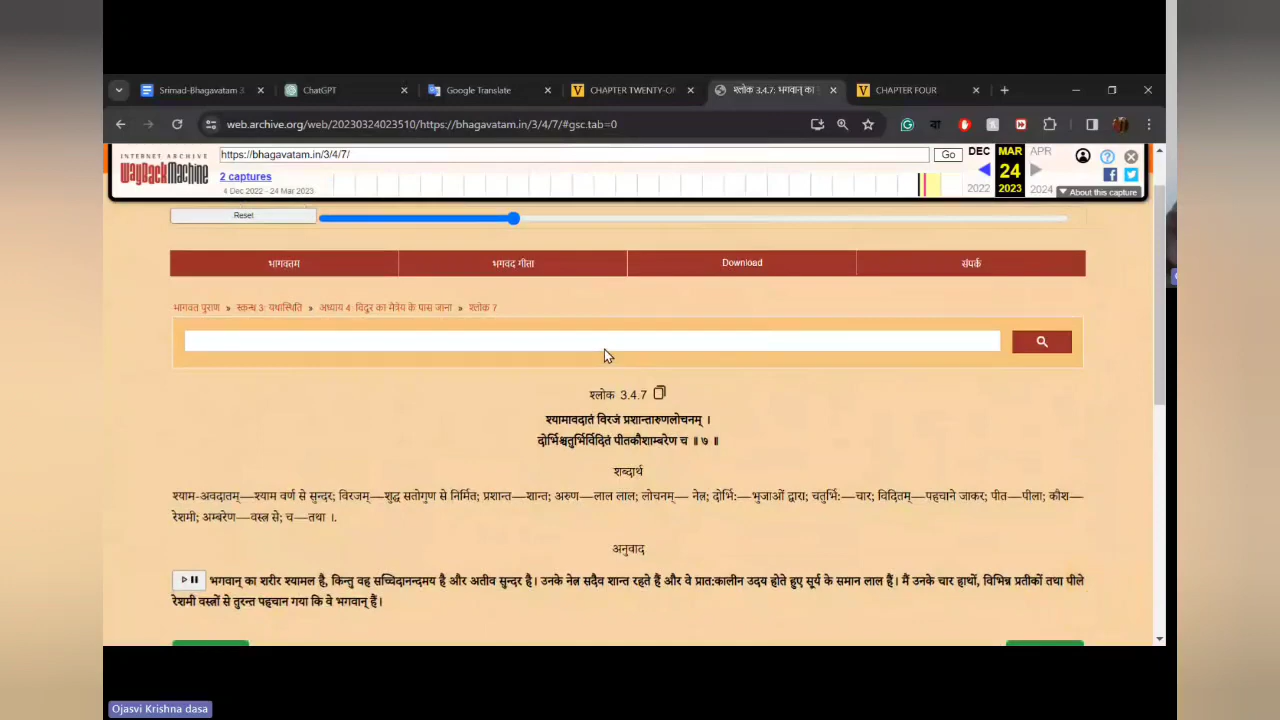 Srimad-Bhagavatam 3 ChatGPT Google Translate CHAPTER TWENTY-O श्लोक 3.4.7: भगवान् का CHAPTER FOUR
web.archive.org/web/20230324023510/https://bhagavatam.in/3/4/7/#gsc.tab=0
INTERNET ARCHIVE
WayBackMachine
https://bhagavatam.in/3/4/7/
Go
DEC MAR APR
2 captures
4 Dec 2022 - 24 Mar 2023
24
2022 2023 2024
About this capture
Reset
भागवतम भगवद गीता Download संपर्क
भागवत पुराण » स्कन्ध 3: यथास्थिति » अध्याय 4: विदुर का मैत्रेय के पास जाना » श्लोक 7
श्लोक 3.4.7
श्यामावदातं विरजं प्रशान्तारुणलोचनम् ।
दोर्भिश्चतुर्भिर्विदितं पीतकौशाम्बरेण च ॥ ७ ॥
शब्दार्थ
श्याम-अवदातम्—श्याम वर्ण से सुन्दर; विरजम्—शुद्ध सतोगुण से निर्मित; प्रशान्त—शान्त; अरुण—लाल लाल; लोचनम्— नेत्र; दोर्भि:—भुजाओं द्वारा; चतुर्भि:—चार; विदितम्—पहचाने जाकर; पीत—पीला; कौश—
रेशमी; अम्बरेण—वस्त्र से; च—तथा ।.
अनुवाद
भगवान् का शरीर श्यामल है, किन्तु वह सच्चिदानन्दमय है और अतीव सुन्दर है। उनके नेत्र सदैव शान्त रहते हैं और वे प्रात:कालीन उदय होते हुए सूर्य के समान लाल हैं। मैं उनके चार हाथों, विभिन्न प्रतीकों तथा पीले
रेशमी वस्त्रों से तुरन्त पहचान गया कि वे भगवान् हैं।
Ojasvi Krishna dasa